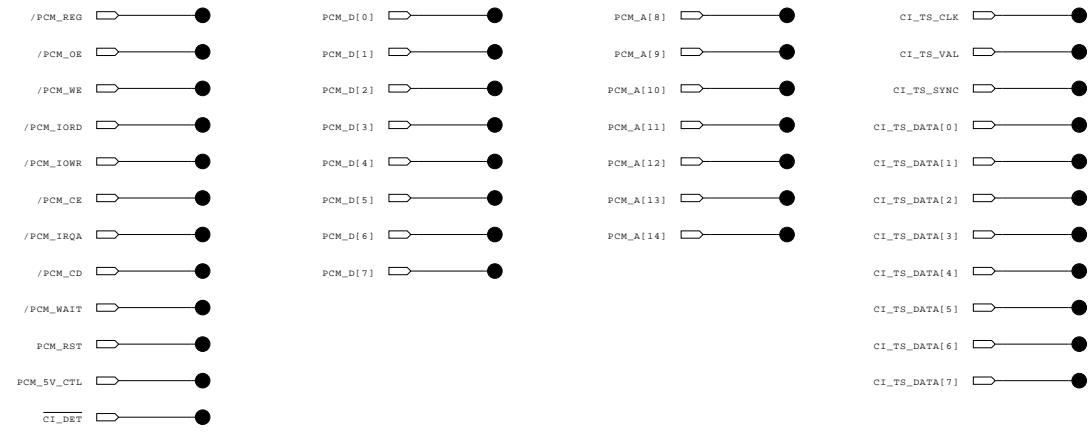 /PCM_REG
/PCM_OE
/PCM_WE
/PCM_IORD
/PCM_IOWR
/PCM_CE
/PCM_IRQA
/PCM_CD
/PCM_WAIT
PCM_RST
PCM_5V_CTL
CI_DET
PCM_D[0]
PCM_D[1]
PCM_D[2]
PCM_D[3]
PCM_D[4]
PCM_D[5]
PCM_D[6]
PCM_D[7]
PCM_A[8]
PCM_A[9]
PCM_A[10]
PCM_A[11]
PCM_A[12]
PCM_A[13]
PCM_A[14]
CI_TS_CLK
CI_TS_VAL
CI_TS_SYNC
CI_TS_DATA[0]
CI_TS_DATA[1]
CI_TS_DATA[2]
CI_TS_DATA[3]
CI_TS_DATA[4]
CI_TS_DATA[5]
CI_TS_DATA[6]
CI_TS_DATA[7]